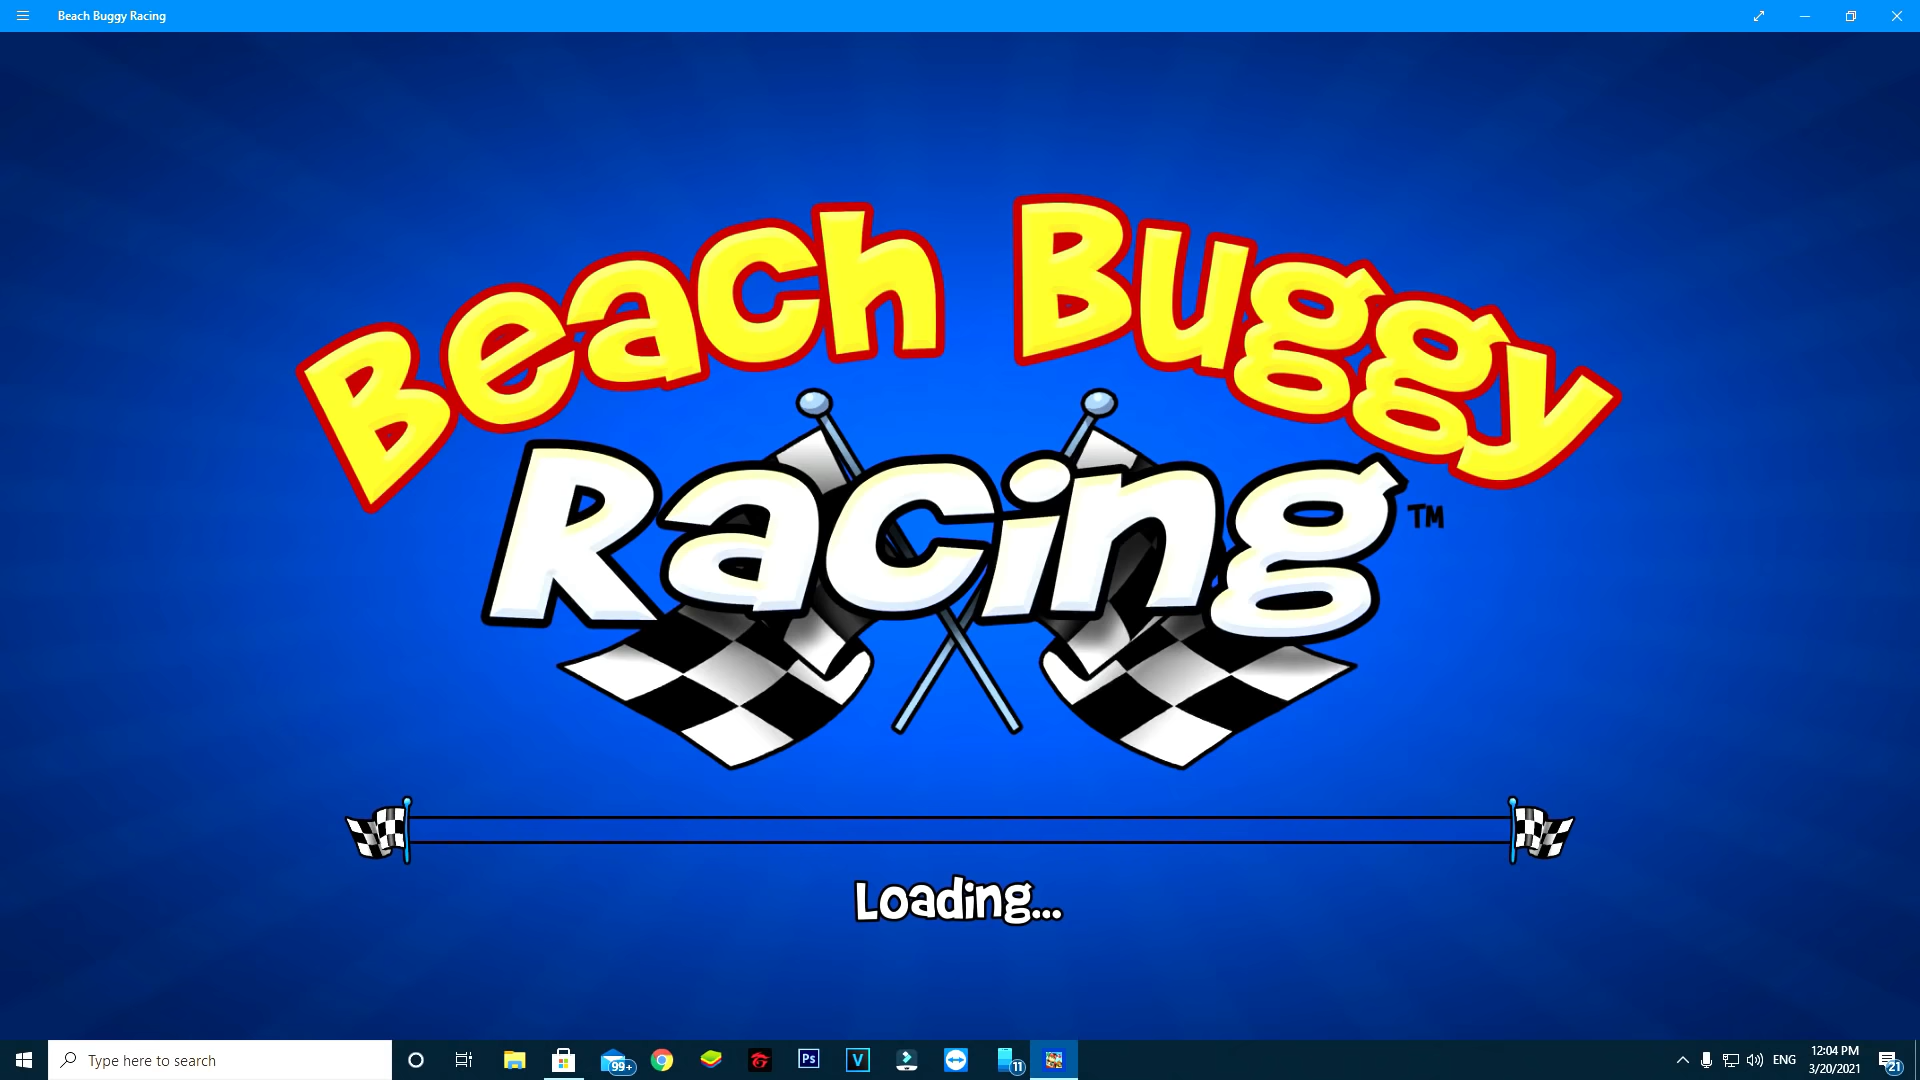 Beach Buggy Racing
Beach Buggy
Racing™
Loading...
Type here to search
99+
Ps
V
11
ENG
12:04 PM
3/20/2021
21